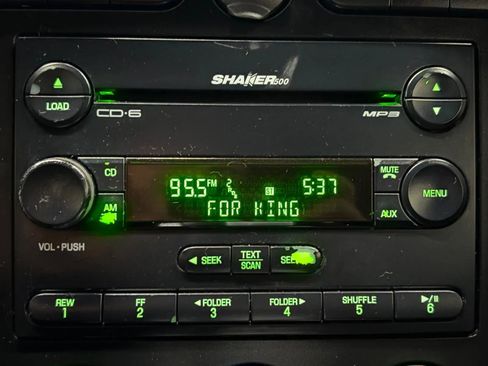 SHAKER500
LOAD
CD·6
MP3
CD
95.5FM
S1
5:37
MUTE
MENU
AM
FOR KING
AUX
VOL • PUSH
SEEK
TEXT
SCAN
REW
1
FF
2
FOLDER
3
FOLDER
4
SHUFFLE
5
6